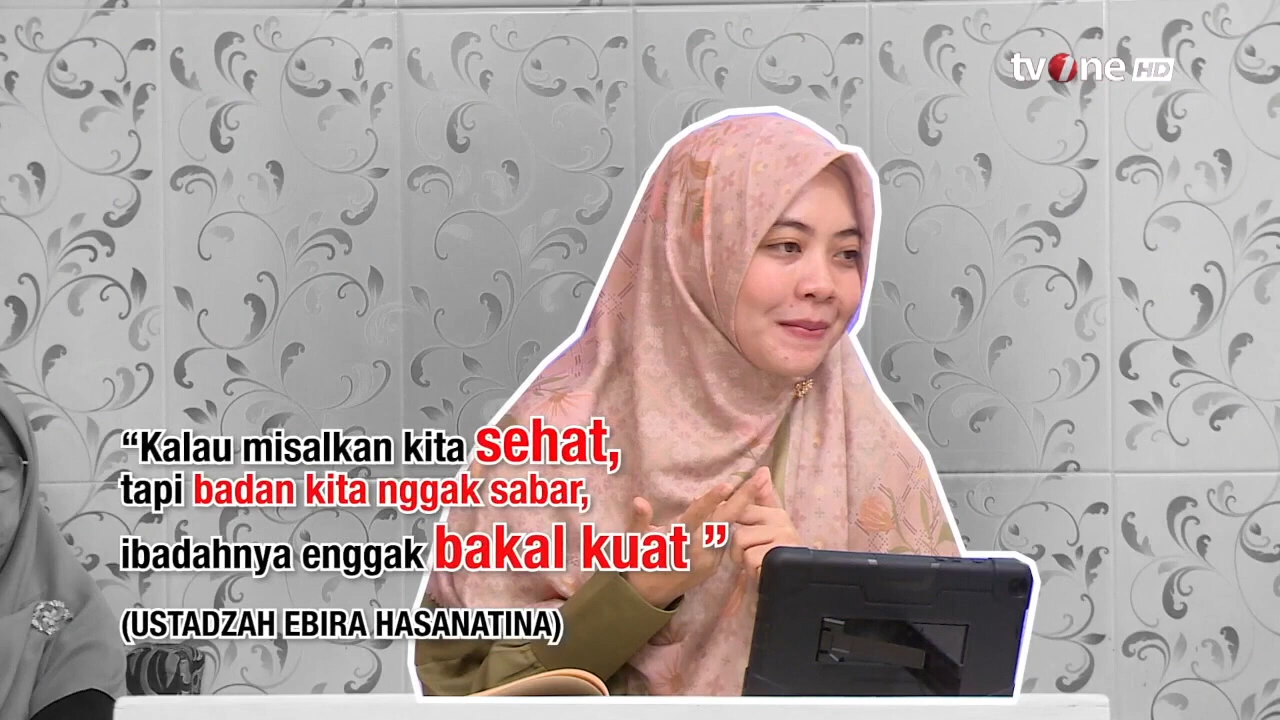 tvOne HD
“Kalau misalkan kita sehat,
tapi badan kita nggak sabar,
ibadahnya enggak bakal kuat ”
(USTADZAH EBIRA HASANATINA)